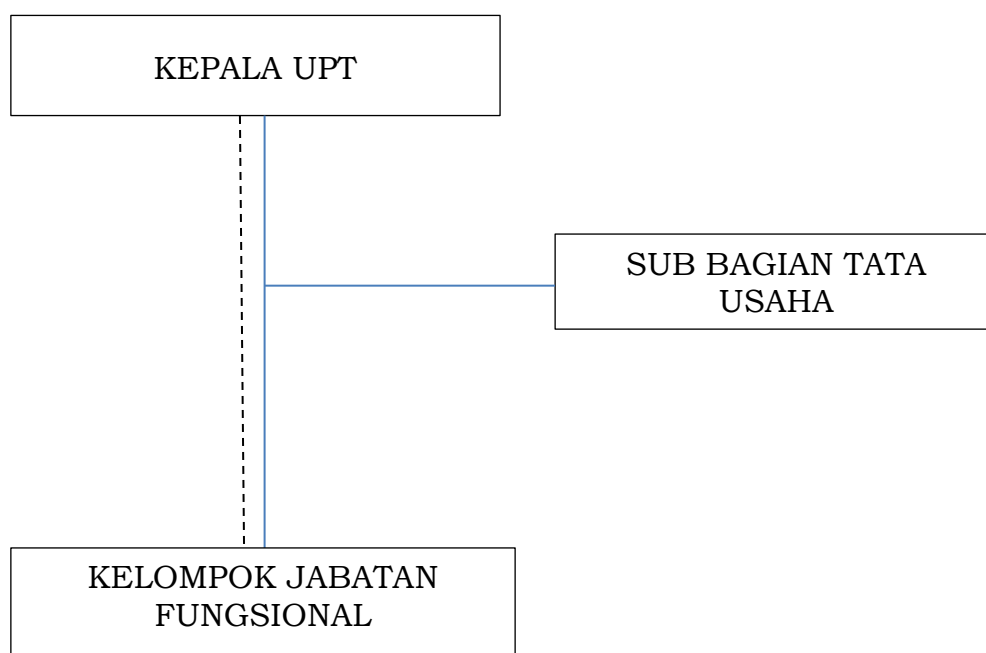 KEPALA UPT
SUB BAGIAN TATA
USAHA
KELOMPOK JABATAN
FUNGSIONAL